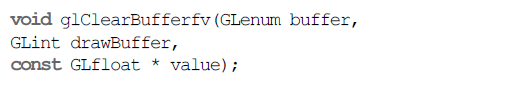 void glClearBufferfv(GLenum buffer,
GLint drawBuffer,
const GLfloat * value);